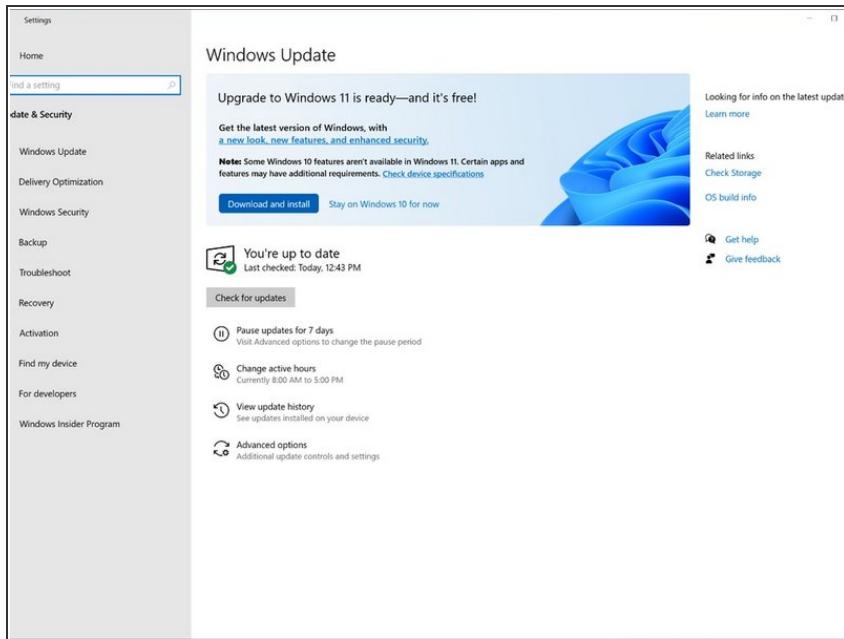 Settings
Home
ind a setting
date & Security
Windows Update
Delivery Optimization
Windows Security
Backup
Troubleshoot
Recovery
Activation
Find my device
For developers
Windows Insider Program
Windows Update
Upgrade to Windows 11 is ready—and it's free!
Get the latest version of Windows, with
a new look, new features, and enhanced security.
Note: Some Windows 10 features aren't available in Windows 11. Certain apps and
features may have additional requirements. Check device specifications
Download and install
Stay on Windows 10 for now
You're up to date
Last checked: Today, 12:43 PM
Check for updates
Pause updates for 7 days
Visit Advanced options to change the pause period
Change active hours
Currently 8:00 AM to 5:00 PM
View update history
See updates installed on your device
Advanced options
Additional update controls and settings
Looking for info on the latest updat
Learn more
Related links
Check Storage
OS build info
Get help
Give feedback